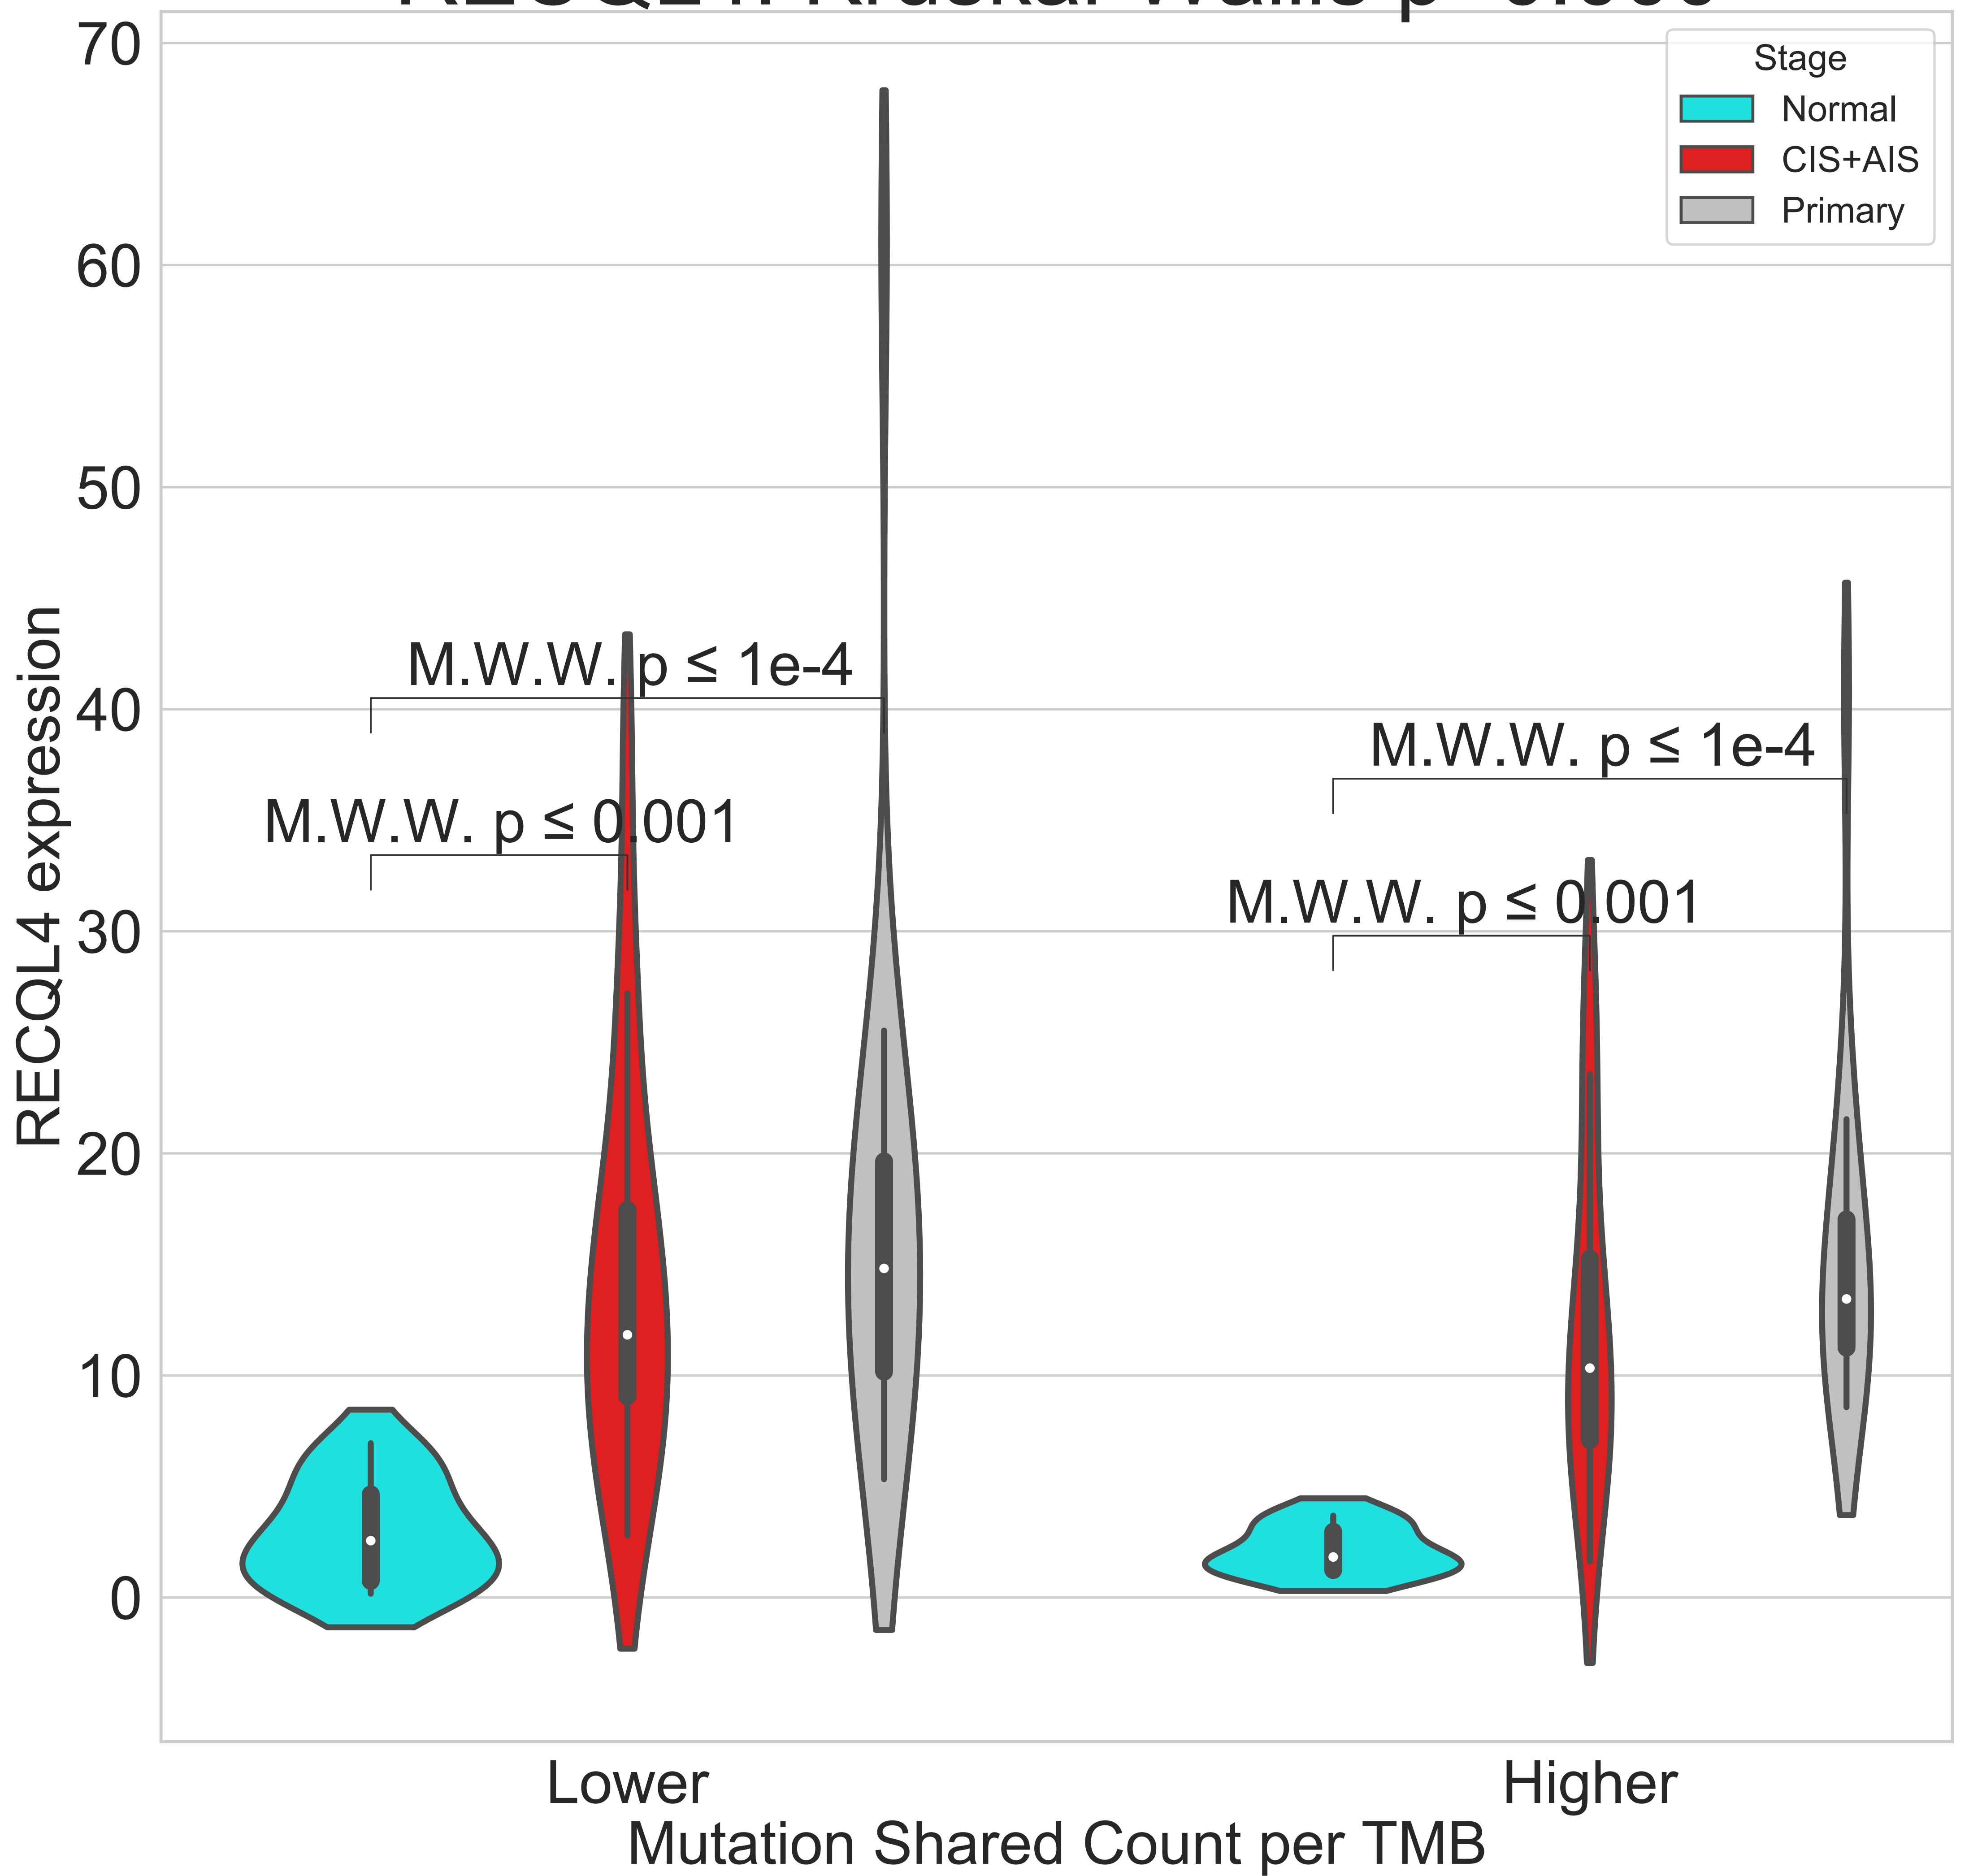 70
60
50
40
30
20
10
0
RECQL4 expression
Stage
Normal
CIS+AIS
Primary
M.W.W. p ≤ 1e-4
M.W.W. p ≤ 0.001
M.W.W. p ≤ 1e-4
M.W.W. p ≤ 0.001
Lower
Higher
Mutation Shared Count per TMB